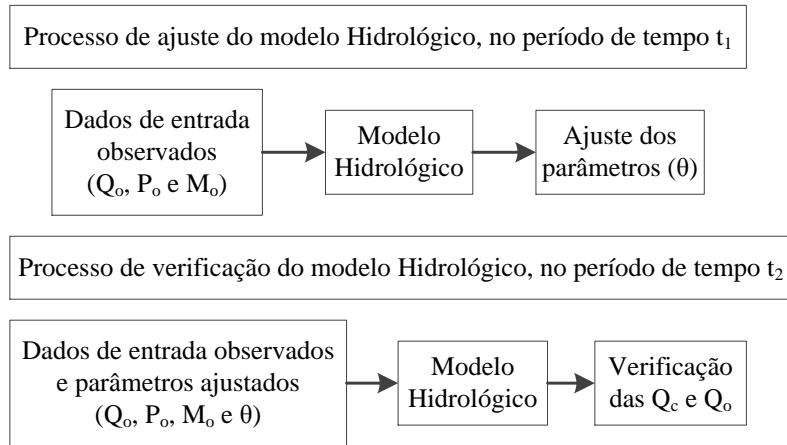 Processo de ajuste do modelo Hidrológico, no período de tempo t₁
Dados de entrada
observados
(Qₒ, Pₒ e Mₒ)
Modelo
Hidrológico
Ajuste dos
parâmetros (θ)
Processo de verificação do modelo Hidrológico, no período de tempo t₂
Dados de entrada observados
e parâmetros ajustados
(Qₒ, Pₒ, Mₒ e θ)
Modelo
Hidrológico
Verificação
das Q_c e Qₒ